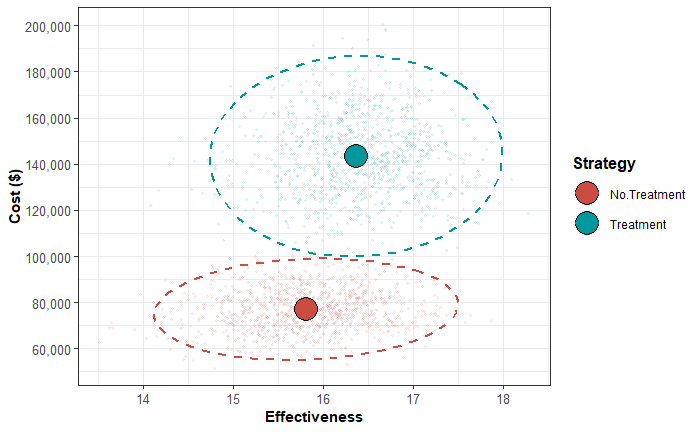 200,000
180,000
160,000
140,000
120,000
100,000
80,000
60,000
Cost ($)
14 15 16 17 18
Effectiveness
Strategy
No.Treatment
Treatment